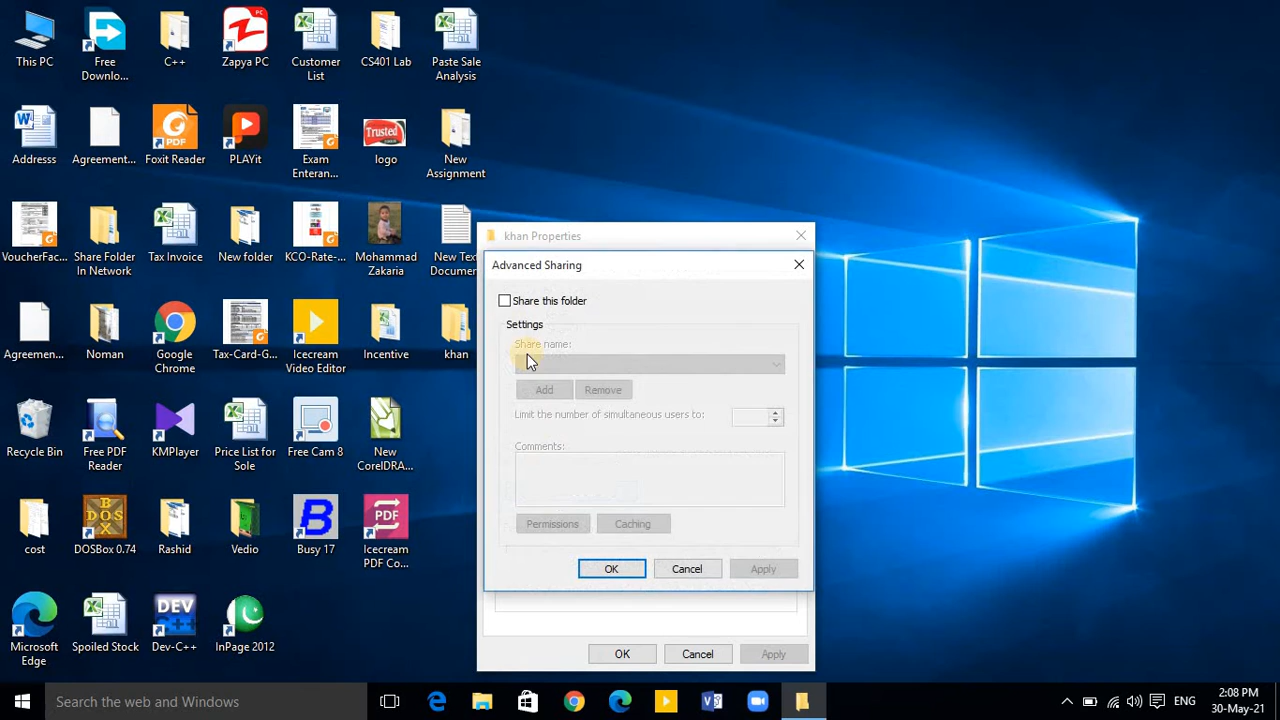 This PC
Free Downlo...
C++
Zapya PC
Customer List
CS401 Lab
Paste Sale Analysis
Addresss
Agreement...
PDF
Foxit Reader
PLAYit
Exam Enteran...
Trusted
logo
New Assignment
VoucherFac...
Share Folder In Network
Tax Invoice
New folder
KCO-Rate-...
Mohammad Zakaria
New Text Document
Agreemen...
Noman
Google Chrome
Tax-Card-G...
Icecream Video Editor
Incentive
khan
Recycle Bin
Free PDF Reader
KMPlayer
Price List for Sole
Free Cam 8
New CorelDRA...
cost
DOSBox 0.74
Rashid
Vedio
Busy 17
PDF
Icecream PDF Co...
Microsoft Edge
Spoiled Stock
DEV
Dev-C++
InPage 2012
khan Properties
Advanced Sharing
Share this folder
Settings
Share name:
Add
Remove
Limit the number of simultaneous users to:
Comments:
Permissions
Caching
OK
Cancel
Apply
OK
Cancel
Apply
Search the web and Windows
ENG
2:08 PM
30-May-21